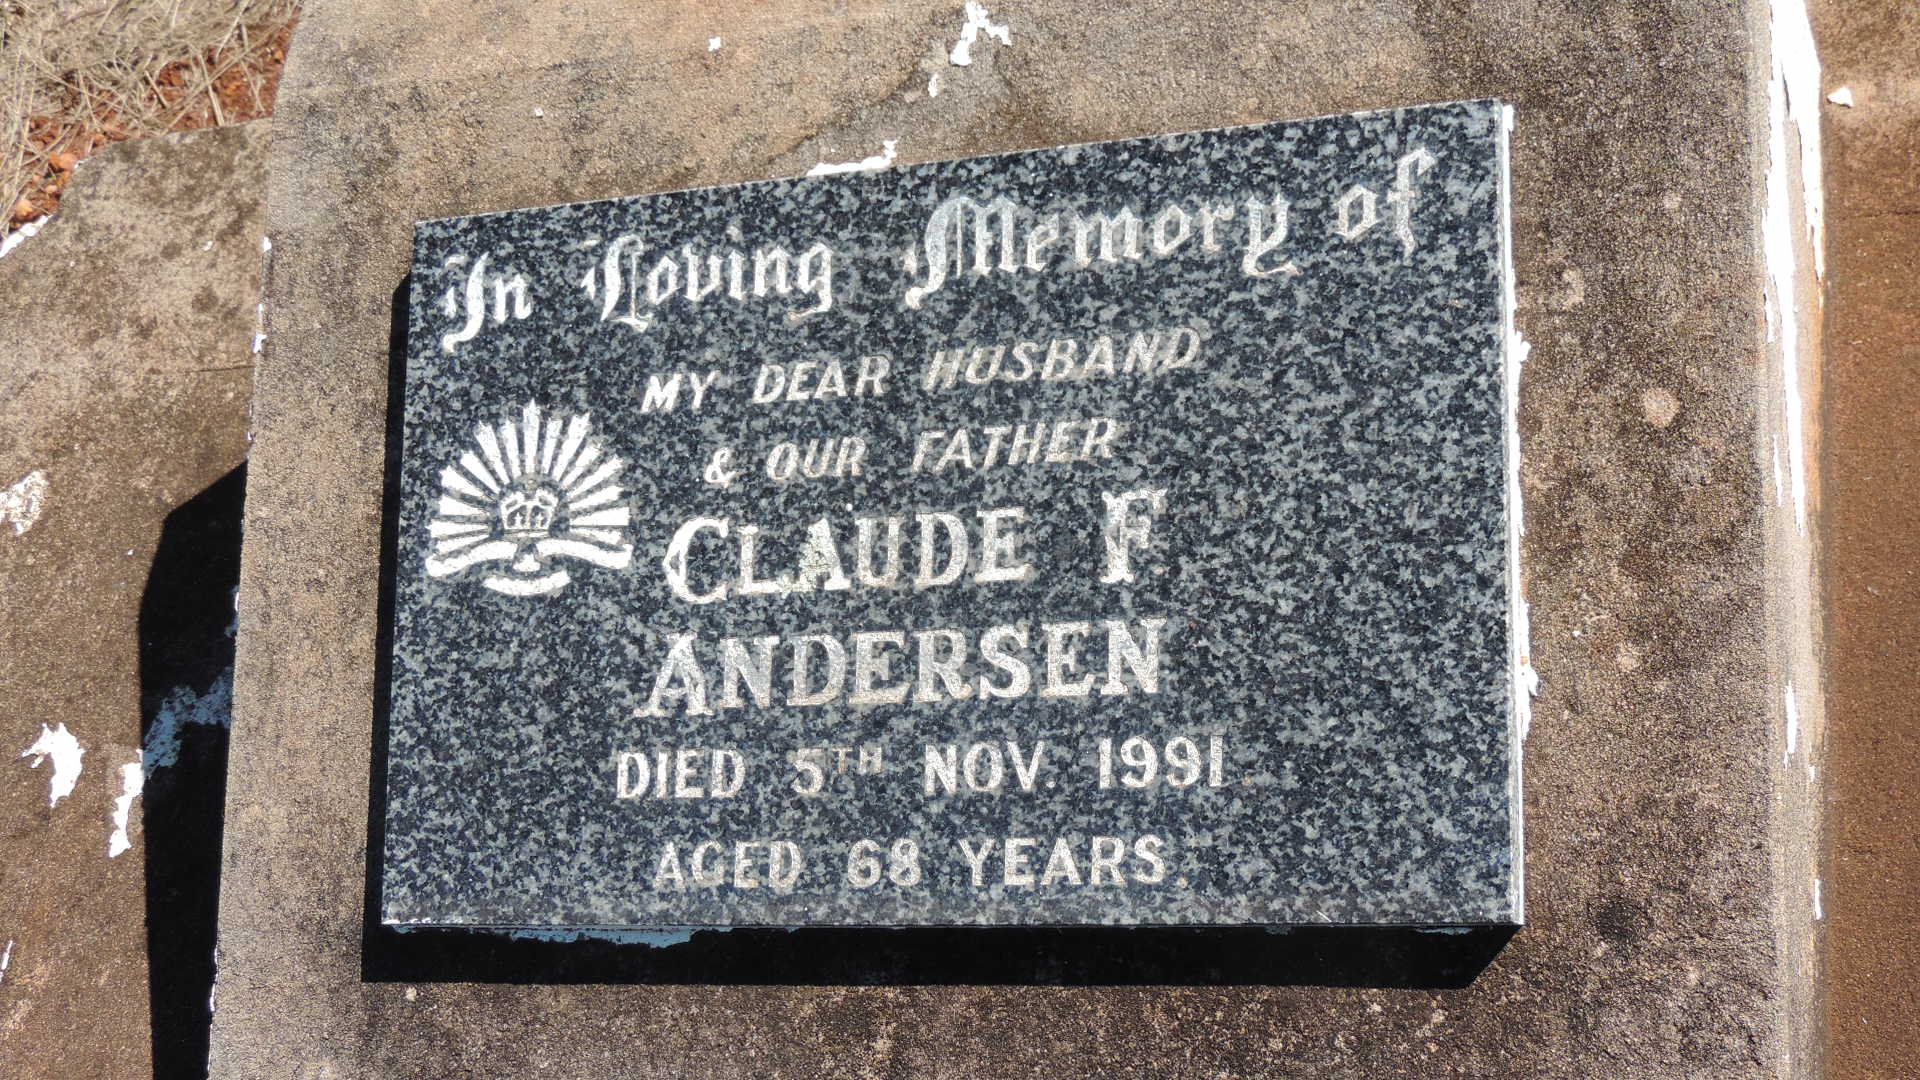 In Loving Memory of
MY DEAR HUSBAND
& OUR FATHER
CLAUDE F.
ANDERSEN
DIED 5TH NOV. 1991.
AGED 68 YEARS.